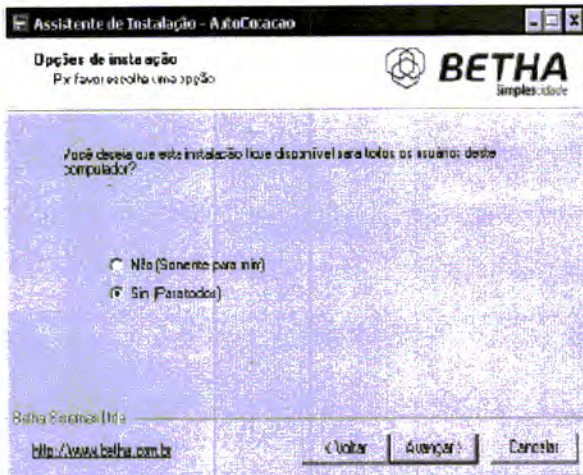 Assistente de Instalação - AutoCotacao
Opções de instalação
Por favor escolha uma opção
BETHA
Simplescidade
Você deseja que esta instalação fique disponível para todos os usuários deste
computador?
Não (Somente para mim)
Sim (Para todos)
Betha Sistemas Ltda
http://www.betha.com.br
< Voltar
Avançar >
Cancelar